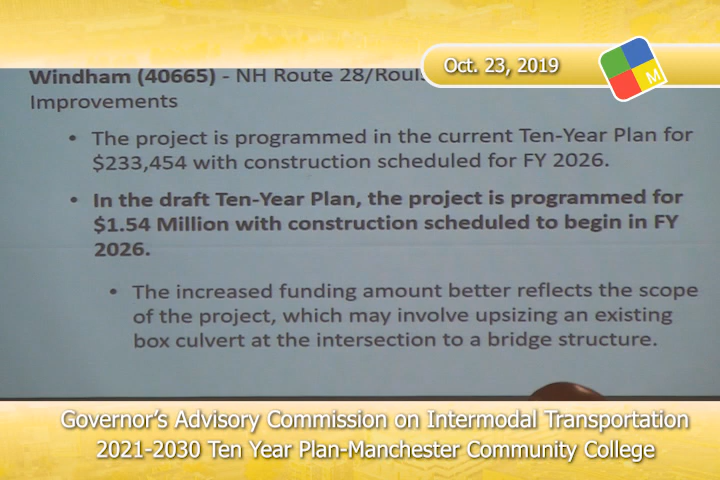 Oct. 23, 2019
M
Windham (40665) - NH Route 28/
Improvements
• The project is programmed in the current Ten-Year Plan for
$233,454 with construction scheduled for FY 2026.
• In the draft Ten-Year Plan, the project is programmed for
$1.54 Million with construction scheduled to begin in FY
2026.
• The increased funding amount better reflects the scope
of the project, which may involve upsizing an existing
box culvert at the intersection to a bridge structure.
Governor's Advisory Commission on Intermodal Transportation
2021-2030 Ten Year Plan-Manchester Community College